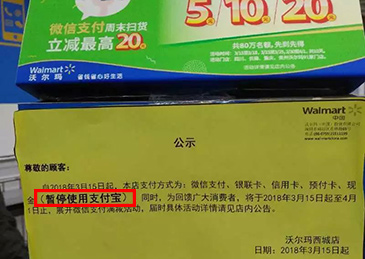 5 10 20
微信支付周末扫货
立减最高20元
共80万名额，先到先得
Walmart
沃尔玛
省钱省心好生活
Walmart
中国
公示
尊敬的顾客：
自2018年3月15日起，本店支付方式为：微信支付、银联卡、信用卡、预付卡、现
金（暂停使用支付宝）同时，为回馈广大消费者，将于2018年3月15日起至4月
1日止，展开微信支付满减活动，届时具体活动详情请见店内公告。
沃尔玛西城店
日期：2018年3月15日